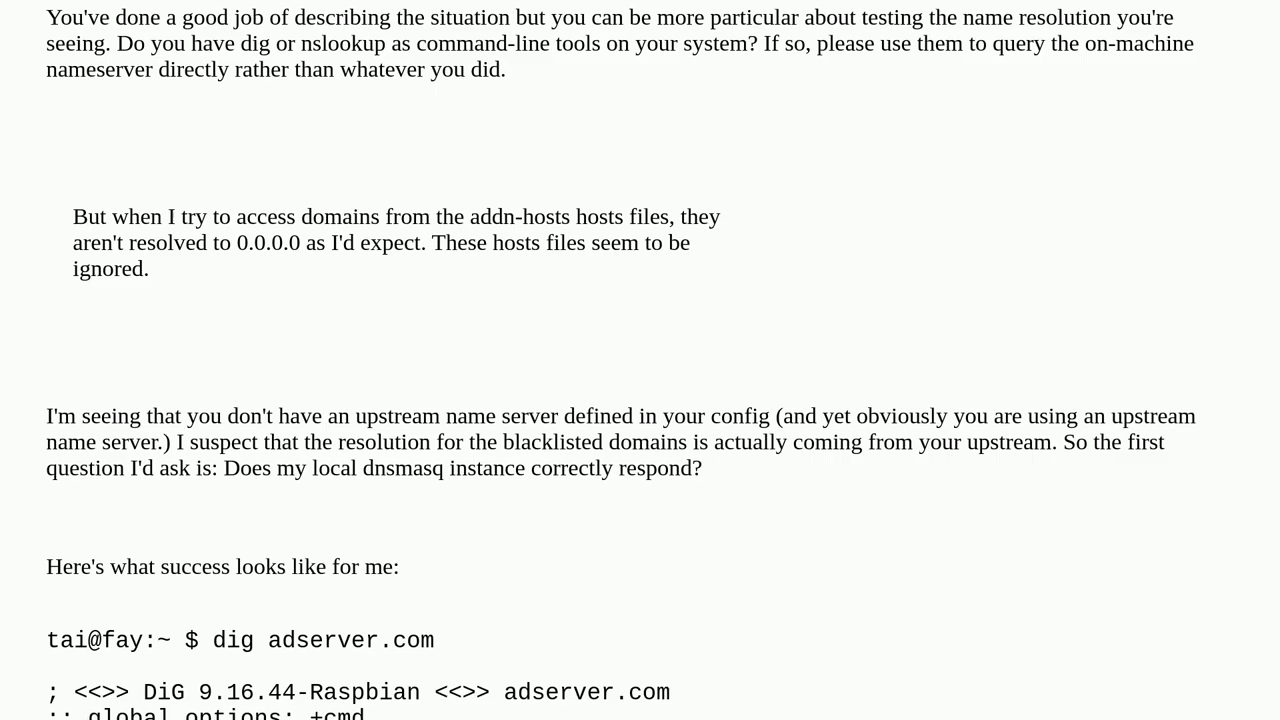 You've done a good job of describing the situation but you can be more particular about testing the name resolution you're
seeing. Do you have dig or nslookup as command-line tools on your system? If so, please use them to query the on-machine
nameserver directly rather than whatever you did.
But when I try to access domains from the addn-hosts hosts files, they
aren't resolved to 0.0.0.0 as I'd expect. These hosts files seem to be
ignored.
I'm seeing that you don't have an upstream name server defined in your config (and yet obviously you are using an upstream
name server.) I suspect that the resolution for the blacklisted domains is actually coming from your upstream. So the first
question I'd ask is: Does my local dnsmasq instance correctly respond?
Here's what success looks like for me:
tai@fay:~ $ dig adserver.com
; <<>> DiG 9.16.44-Raspbian <<>> adserver.com
;; global options: +cmd